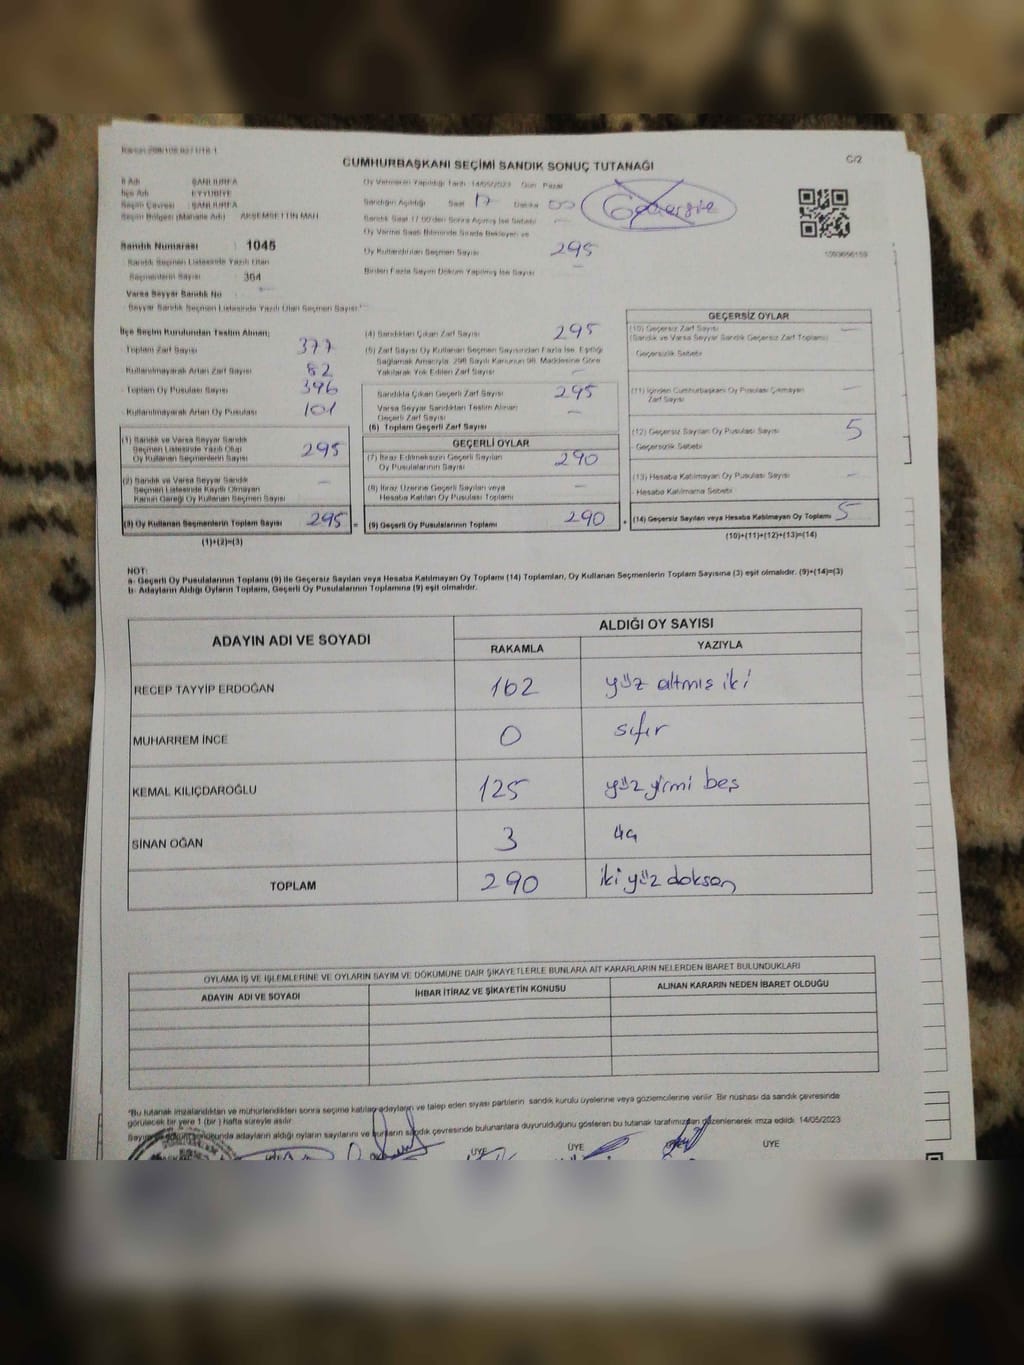 C/2
CUMHURBAŞKANI SEÇİMİ SANDIK SONUÇ TUTANAĞI
İl Adı : ŞANLIURFA
İlçe Adı : EYYÜBİYE
Seçim Çevresi : ŞANLIURFA
Seçim Bölgesi (Mahalle Adı) : AKŞEMSETTİN MAH.
Sandık Numarası : 1045
Sandık Seçmen Listesinde Yazılı Olan
Seçmenlerin Sayısı : 364
Varsa Seyyar Sandık No : -
Seyyar Sandık Seçmen Listesinde Yazılı Olan Seçmen Sayısı: -
Oy Vermenin Yapıldığı Tarih : 14/05/2023 Gün : Pazar
Sandığın Açıldığı Saat 17 Dakika 00
Sandık Saat 17:00'den Sonra Açılmış İse Sebebi -
Oy Verme Saati Bitiminde Sırada Bekleyen ve
Oy Kullandırılan Seçmen Sayısı 295
Birden Fazla Sayım Döküm Yapılmış İse Sayısı -
İlçe Seçim Kurulundan Teslim Alınan;
Toplam Zarf Sayısı 377
Kullanılmayarak Artan Zarf Sayısı 82
Toplam Oy Pusulası Sayısı 396
Kullanılmayarak Artan Oy Pusulası 101
(1) Sandık ve Varsa Seyyar Sandık
Seçmen Listesinde Yazılı Olup
Oy Kullanan Seçmenlerin Sayısı 295
(2) Sandık ve Varsa Seyyar Sandık
Seçmen Listesinde Kayıtlı Olmayan
Kanun Gereği Oy Kullanan Seçmen Sayısı -
(3) Oy Kullanan Seçmenlerin Toplam Sayısı 295 =
(1)+(2)=(3)
(4) Sandıktan Çıkan Zarf Sayısı 295
(5) Zarf Sayısı Oy Kullanan Seçmen Sayısından Fazla İse, Eşitliği
Sağlamak Amacıyla, 298 Sayılı Kanunun 98. Maddesine Göre
Yakılarak Yok Edilen Zarf Sayısı -
Sandıkta Çıkan Geçerli Zarf Sayısı 295
Varsa Seyyar Sandıktan Teslim Alınan
Geçerli Zarf Sayısı -
(6) Toplam Geçerli Zarf Sayısı
GEÇERLİ OYLAR
(7) İtiraz Edilmeksizin Geçerli Sayılan
Oy Pusulalarının Sayısı 290
(8) İtiraz Üzerine Geçerli Sayılan veya
Hesaba Katılan Oy Pusulası Toplamı -
(9) Geçerli Oy Pusulalarının Toplamı 290 +
GEÇERSİZ OYLAR
(10) Geçersiz Zarf Sayısı -
(Sandık ve Varsa Seyyar Sandık Geçersiz Zarf Toplamı)
Geçersizlik Sebebi
(11) İçinden Cumhurbaşkanı Oy Pusulası Çıkmayan
Zarf Sayısı -
(12) Geçersiz Sayılan Oy Pusulası Sayısı 5
Geçersizlik Sebebi
(13) Hesaba Katılmayan Oy Pusulası Sayısı -
Hesaba Katılmama Sebebi
(14) Geçersiz Sayılan veya Hesaba Katılmayan Oy Toplamı 5
(10)+(11)+(12)+(13)=(14)
NOT:
a- Geçerli Oy Pusulalarının Toplamı (9) ile Geçersiz Sayılan veya Hesaba Katılmayan Oy Toplamı (14) Toplamları, Oy Kullanan Seçmenlerin Toplam Sayısına (3) eşit olmalıdır. (9)+(14)=(3)
b- Adayların Aldığı Oyların Toplamı, Geçerli Oy Pusulalarının Toplamına (9) eşit olmalıdır.
ADAYIN ADI VE SOYADI ALDIĞI OY SAYISI
RAKAMLA YAZIYLA
RECEP TAYYİP ERDOĞAN 162 yüz altmış iki
MUHARREM İNCE 0 sıfır
KEMAL KILIÇDAROĞLU 125 yüz yirmi beş
SİNAN OĞAN 3 üç
TOPLAM 290 iki yüz doksan
OYLAMA İŞ VE İŞLEMLERİNE VE OYLARIN SAYIM VE DÖKÜMÜNE DAİR ŞİKAYETLERLE BUNLARA AİT KARARLARIN NELERDEN İBARET BULUNDUKLARI
ADAYIN ADI VE SOYADI İHBAR İTİRAZ VE ŞİKAYETİN KONUSU ALINAN KARARIN NEDEN İBARET OLDUĞU
*Bu tutanak imzalandıktan ve mühürlendikten sonra seçime katılan adayların ve talep eden siyasi partilerin sandık kurulu üyelerine veya gözlemcilerine verilir. Bir nüshası da sandık çevresinde
görülecek bir yere 1 (bir) hafta süreyle asılır.
Sayım ve döküm sonucunda adayların aldığı oyların sayılarını ve bunların sandık çevresinde bulunanlara duyurulduğunu gösteren bu tutanak tarafımızdan düzenlenerek imza edildi. 14/05/2023
ÜYE ÜYE ÜYE